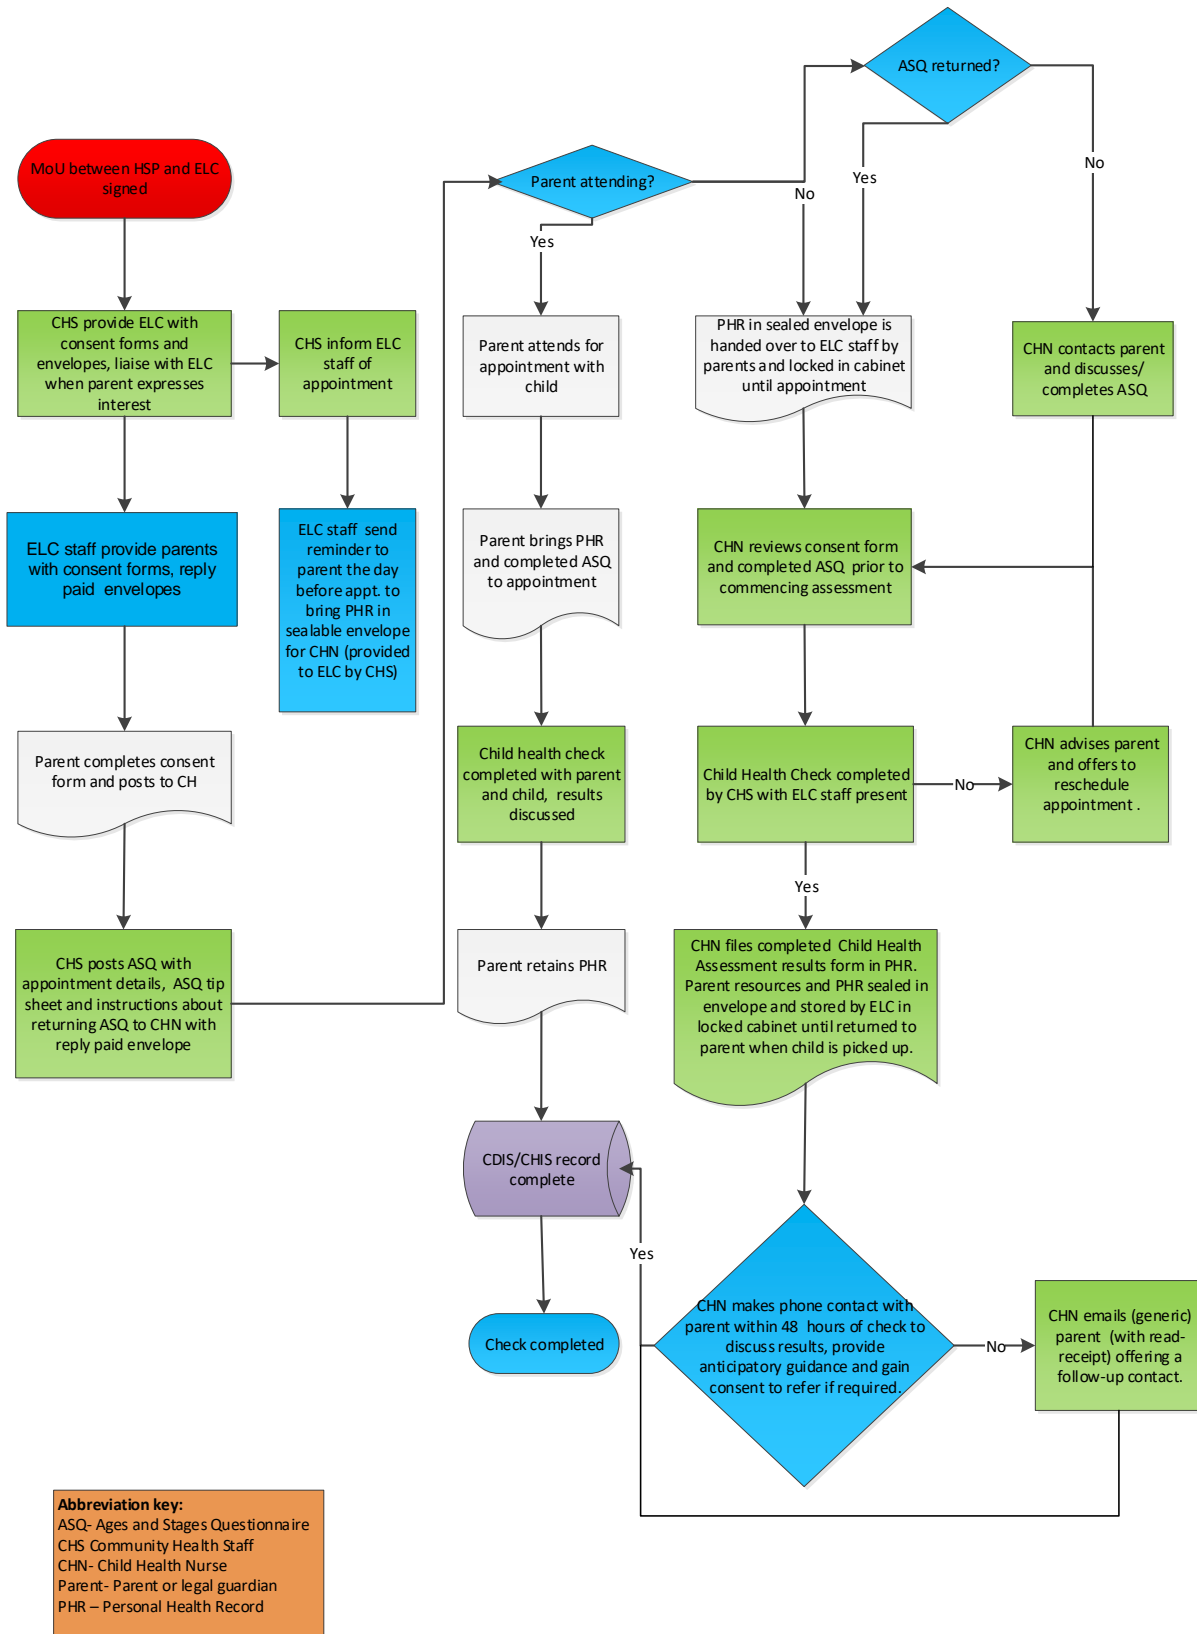 MoU between HSP and ELC
signed
CHS provide ELC with
consent forms and
envelopes, liaise with ELC
when parent expresses
interest
CHS inform ELC
staff of
appointment
ELC staff provide parents
with consent forms, reply
paid  envelopes
ELC staff  send
reminder to
parent the day
before appt. to
bring PHR in
sealable envelope
for CHN (provided
to ELC by CHS)
Parent completes consent
form and posts to CH
CHS posts ASQ with
appointment details,  ASQ tip
sheet and instructions about
returning ASQ to CHN with
reply paid envelope
Parent attending?
Yes
No
Parent attends for
appointment with
child
Parent brings PHR
and completed ASQ
to appointment
Child health check
completed with parent
and child,  results
discussed
Parent retains PHR
CDIS/CHIS record
complete
Check completed
ASQ returned?
Yes
No
PHR in sealed envelope is
handed over to ELC staff by
parents and locked in cabinet
until appointment
CHN contacts parent
and discusses/
completes ASQ
CHN reviews consent form
and completed ASQ  prior to
commencing assessment
Child Health Check completed
by CHS with ELC staff present
No
CHN advises parent
and offers to
reschedule
appointment .
Yes
CHN files completed  Child Health
Assessment results form in PHR.
Parent resources and PHR sealed in
envelope and stored by ELC in
locked cabinet until returned to
parent when child is picked up.
CHN makes phone contact with
parent within 48  hours of check to
discuss results, provide
anticipatory guidance and gain
consent to refer if required.
Yes
No
CHN emails (generic)
parent  (with read-
receipt) offering a
follow-up contact.
Abbreviation key:
ASQ- Ages and Stages Questionnaire
CHS Community Health Staff
CHN- Child Health Nurse
Parent- Parent or legal guardian
PHR – Personal Health Record